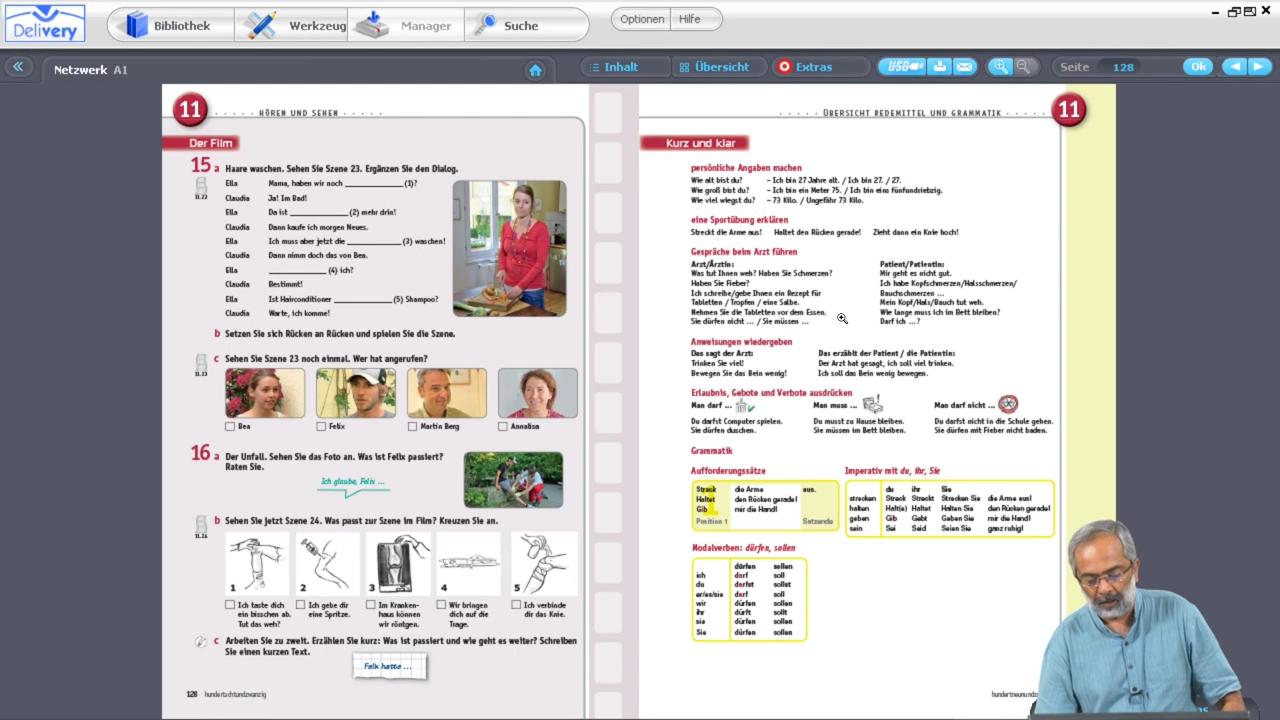 Delivery
Bibliothek
Werkzeug
Manager
Suche
Optionen
Hilfe
Netzwerk A1
Inhalt
Übersicht
Extras
USB
Seite 128 Ok
11
HÖREN UND SEHEN
Der Film
15 a Haare waschen. Sehen Sie Szene 23. Ergänzen Sie den Dialog.
Ella Mama, haben wir noch ____________ (1)?
Claudia Ja! Im Bad!
Ella Da ist ____________ (2) mehr drin!
Claudia Dann kaufe ich morgen Neues.
Ella Ich muss aber jetzt die ____________ (3) waschen!
Claudia Dann nimm doch das von Bea.
Ella ____________ (4) ich?
Claudia Bestimmt!
Ella Ist Hairconditioner ____________ (5) Shampoo?
Claudia Warte, ich komme!
b Setzen Sie sich Rücken an Rücken und spielen Sie die Szene.
c Sehen Sie Szene 23 noch einmal. Wer hat angerufen?
Bea
Felix
Martin Berg
Annalisa
16 a Der Unfall. Sehen Sie das Foto an. Was ist Felix passiert?
Raten Sie.
Ich glaube, Felix ...
b Sehen Sie jetzt Szene 24. Was passt zur Szene im Film? Kreuzen Sie an.
1 2 3 4 5
Ich taste dich
ein bisschen ab.
Tut das weh?
Ich gebe dir
eine Spritze.
Im Kranken-
haus können
wir röntgen.
Wir bringen
dich auf die
Trage.
Ich verbinde
dir das Knie.
c Arbeiten Sie zu zweit. Erzählen Sie kurz: Was ist passiert und wie geht es weiter? Schreiben
Sie einen kurzen Text.
Felix hatte ...
128 hundertachtundzwanzig
ÜBERSICHT REDEMITTEL UND GRAMMATIK
11
Kurz und klar
persönliche Angaben machen
Wie alt bist du? – Ich bin 27 Jahre alt. / Ich bin 27. / 27.
Wie groß bist du? – Ich bin ein Meter 75. / Ich bin eins fünfundsiebzig.
Wie viel wiegst du? – 73 Kilo. / Ungefähr 73 Kilo.
eine Sportübung erklären
Streckt die Arme aus! Haltet den Rücken gerade! Zieht dann ein Knie hoch!
Gespräche beim Arzt führen
Arzt/Ärztin:
Was tut Ihnen weh? Haben Sie Schmerzen?
Haben Sie Fieber?
Ich schreibe/gebe Ihnen ein Rezept für
Tabletten / Tropfen / eine Salbe.
Nehmen Sie die Tabletten vor dem Essen.
Sie dürfen nicht ... / Sie müssen ...
Patient/Patientin:
Mir geht es nicht gut.
Ich habe Kopfschmerzen/Halsschmerzen/
Bauchschmerzen ...
Mein Kopf/Hals/Bauch tut weh.
Wie lange muss ich im Bett bleiben?
Darf ich ...?
Anweisungen wiedergeben
Das sagt der Arzt:
Trinken Sie viel!
Bewegen Sie das Bein wenig!
Das erzählt der Patient / die Patientin:
Der Arzt hat gesagt, ich soll viel trinken.
Ich soll das Bein wenig bewegen.
Erlaubnis, Gebote und Verbote ausdrücken
Man darf ...
Du darfst Computer spielen.
Sie dürfen duschen.
Man muss ...
Du musst zu Hause bleiben.
Sie müssen im Bett bleiben.
Man darf nicht ...
Du darfst nicht in die Schule gehen.
Sie dürfen mit Fieber nicht baden.
Grammatik
Aufforderungssätze
Streck die Arme aus.
Haltet den Rücken gerade!
Gib mir die Hand!
Position 1 Satzende
Imperativ mit du, ihr, Sie
du ihr Sie
strecken Streck Streckt Strecken Sie die Arme aus!
halten Halt(e) Haltet Halten Sie den Rücken gerade!
geben Gib Gebt Geben Sie mir die Hand!
sein Sei Seid Seien Sie ganz ruhig!
Modalverben: dürfen, sollen
dürfen sollen
ich darf soll
du darfst sollst
er/es/sie darf soll
wir dürfen sollen
ihr dürft sollt
sie dürfen sollen
Sie dürfen sollen